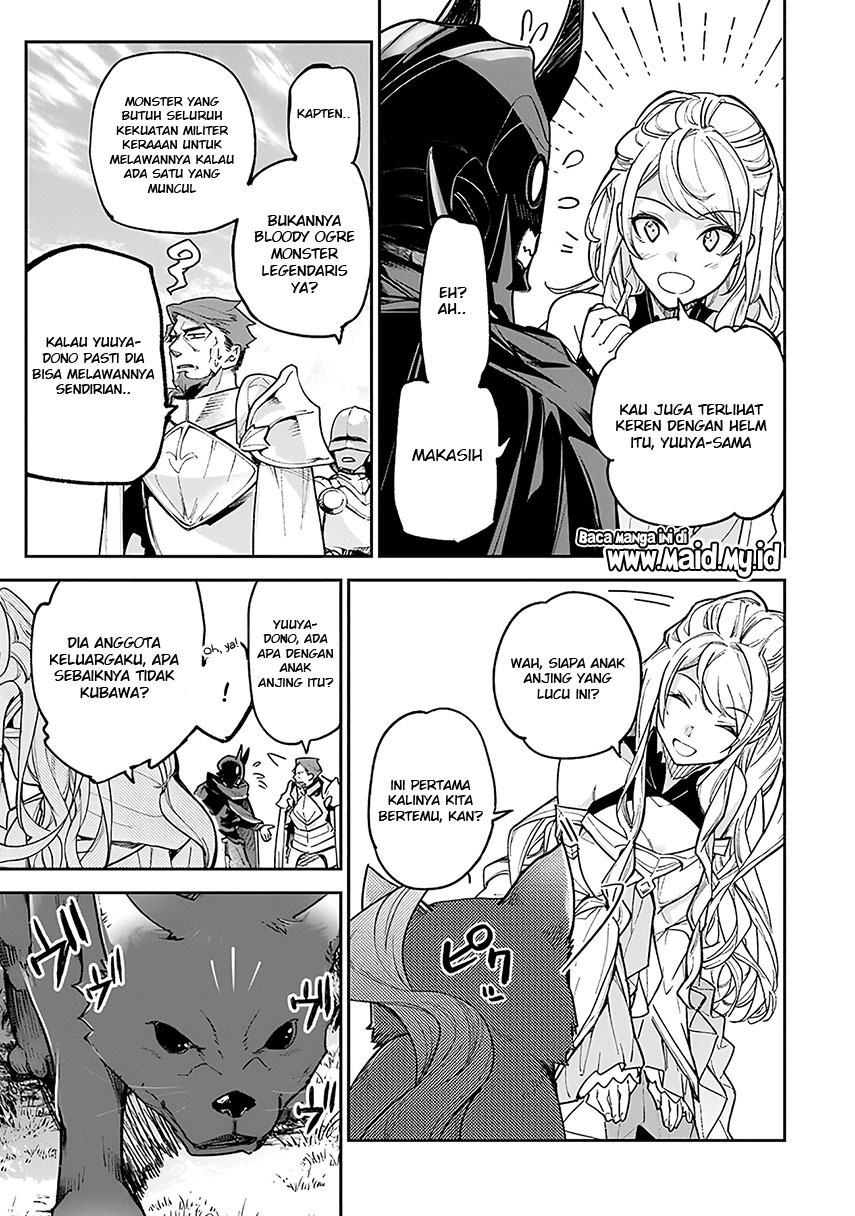 KAU JUGA TERLIHAT
KEREN DENGAN HELM
ITU, YUUYA-SAMA
EH?
AH..
MAKASIH
KAPTEN..
MONSTER YANG
BUTUH SELURUH
KEKUATAN MILITER
KERAAAN UNTUK
MELAWANNYA KALAU
ADA SATU YANG
MUNCUL
BUKANNYA
BLOODY OGRE
MONSTER
LEGENDARIS
YA?
KALAU YUUYA-
DONO PASTI DIA
BISA MELAWANNYA
SENDIRIAN..
Baca Manga ini di
www.Maid.My.id
WAH, SIAPA ANAK
ANJING YANG
LUCU INI?
INI PERTAMA
KALINYA KITA
BERTEMU, KAN?
ピク
YUUYA-
DONO, ADA
APA DENGAN
ANAK
ANJING ITU?
Oh, ya!
!
DIA ANGGOTA
KELUARGAKU, APA
SEBAIKNYA TIDAK
KUBAWA?